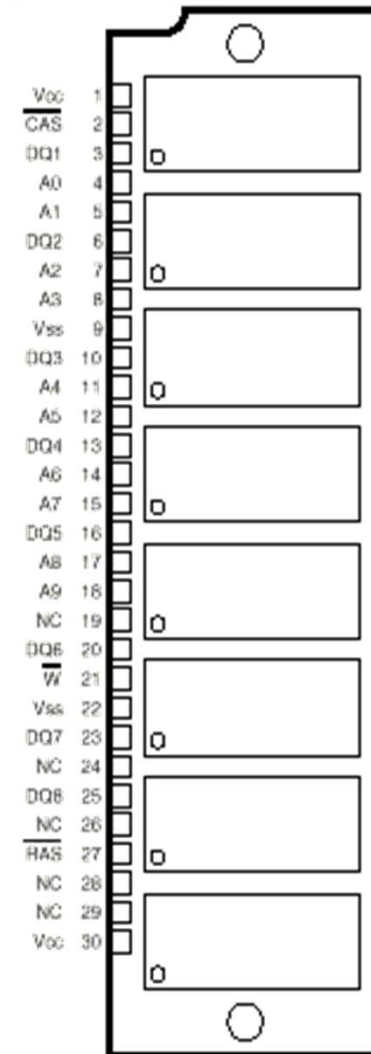 Vcc 1
CAS 2
DQ1 3
A0 4
A1 5
DQ2 6
A2 7
A3 8
Vss 9
DQ3 10
A4 11
A5 12
DQ4 13
A6 14
A7 15
DQ5 16
A8 17
A9 18
NC 19
DQ6 20
W 21
Vss 22
DQ7 23
NC 24
DQ8 25
NC 26
RAS 27
NC 28
NC 29
Vcc 30